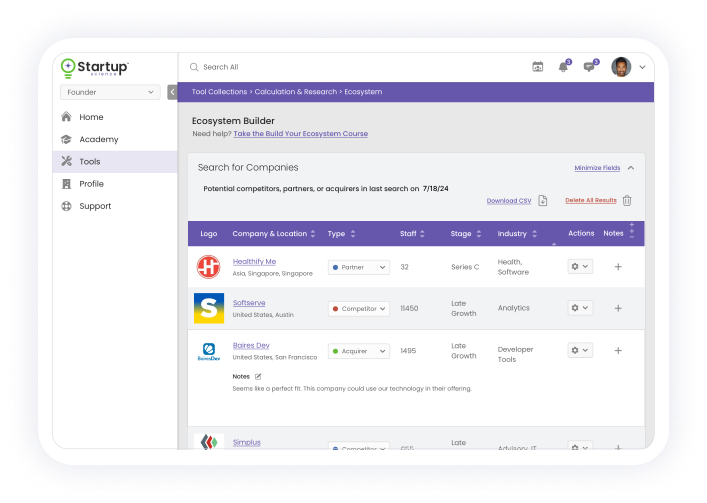 Startup
science
Search All
3
3
Founder
Tool Collections > Calculation & Research > Ecosystem
Home
Academy
Tools
Profile
Support
Ecosystem Builder
Need help? Take the Build Your Ecosystem Course
Search for Companies
Minimize Fields
Potential competitors, partners, or acquirers in last search on 7/18/24
Download CSV
Delete All Results
Logo Company & Location Type Staff Stage Industry Actions Notes
Healthify Me
Asia, Singapore, Singapore
Partner
32
Series C
Health,
Software
S
Softserve
United States, Austin
Competitor
11450
Late
Growth
Analytics
BairesDev
Baires Dev
United States, San Francisco
Acquirer
1495
Late
Growth
Developer
Tools
Notes
Seems like a perfect fit. This company could use our technology in their offering.
Simplus
Competitor
Late
Advisory, IT